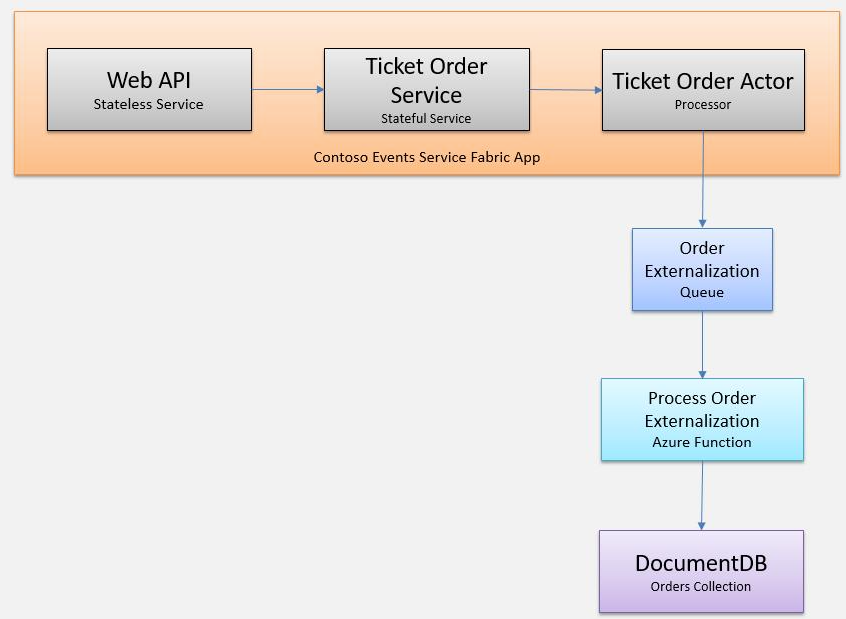 Web API
Stateless Service
Ticket Order
Service
Stateful Service
Ticket Order Actor
Processor
Contoso Events Service Fabric App
Order
Externalization
Queue
Process Order
Externalization
Azure Function
DocumentDB
Orders Collection